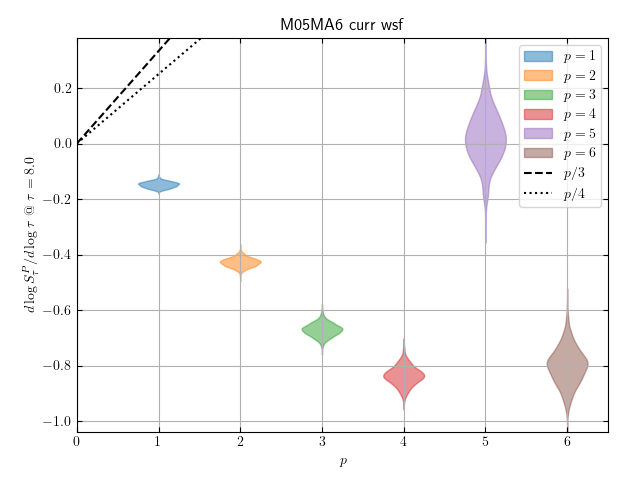 M05MA6 curr wsf
d log S_τ^P / d log τ @ τ = 8.0
0.2
0.0
−0.2
−0.4
−0.6
−0.8
−1.0
p = 1
p = 2
p = 3
p = 4
p = 5
p = 6
p/3
p/4
0 1 2 3 4 5 6
p